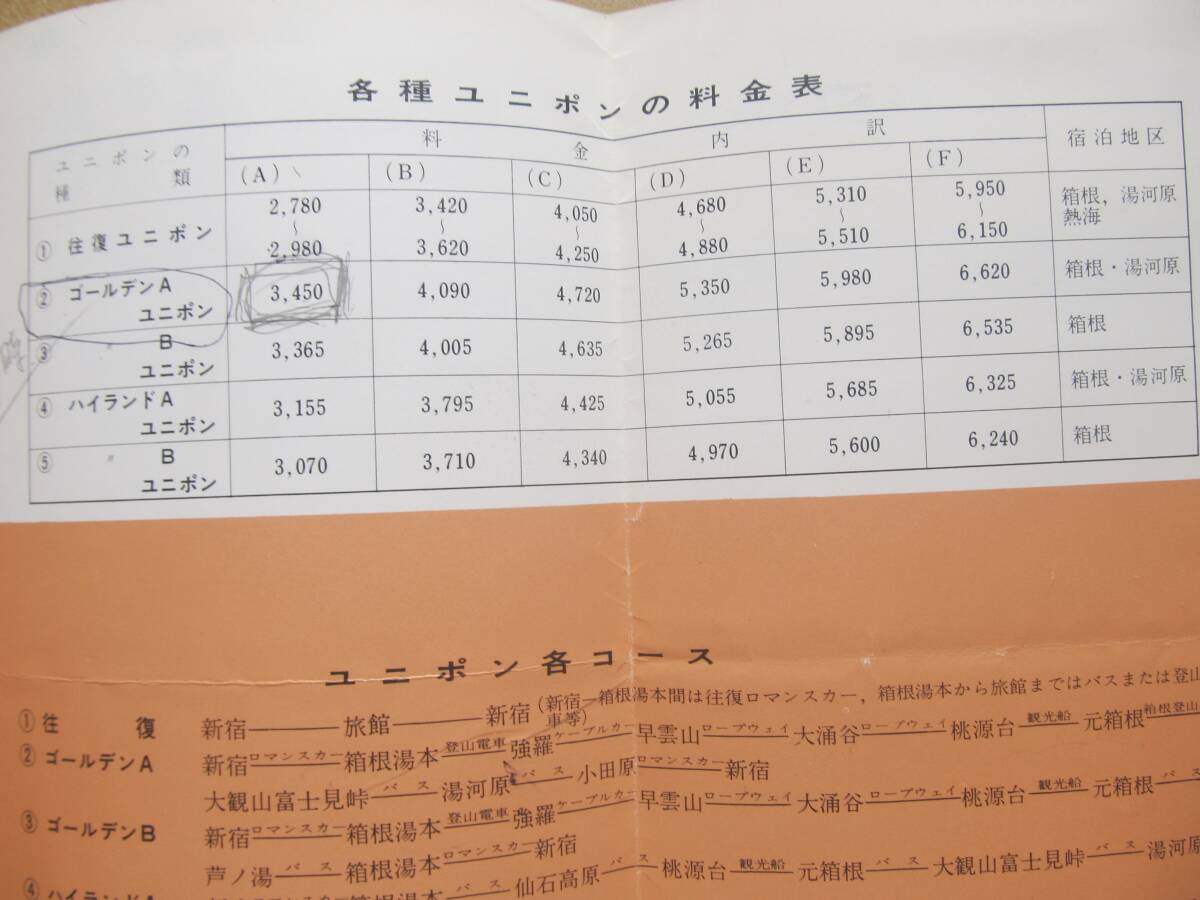 各種ユニポンの料金表
ユニポンの種類 料金内訳 宿泊地区
(A) (B) (C) (D) (E) (F)
① 往復ユニポン 2,780～2,980 3,420～3,620 4,050～4,250 4,680～4,880 5,310～5,510 5,950～6,150 箱根，湯河原 熱海
② ゴールデンA ユニポン 3,450 4,090 4,720 5,350 5,980 6,620 箱根・湯河原
③ 〃 B ユニポン 3,365 4,005 4,635 5,265 5,895 6,535 箱根
④ ハイランドA ユニポン 3,155 3,795 4,425 5,055 5,685 6,325 箱根・湯河原
⑤ 〃 B ユニポン 3,070 3,710 4,340 4,970 5,600 6,240 箱根
ユニポン各コース
①往復 新宿――旅館――新宿(新宿―箱根湯本間は往復ロマンスカー，箱根湯本から旅館まではバスまたは登山
車等)
②ゴールデンA 新宿 ロマンスカー 箱根湯本 登山電車 強羅 ケーブルカー 早雲山 ロープウェイ 大涌谷 ロープウェイ 桃源台 観光船 元箱根 箱根登山
大観山富士見峠 バス 湯河原 バス 小田原 ロマンスカー 新宿
③ゴールデンB 新宿 ロマンスカー 箱根湯本 登山電車 強羅 ケーブルカー 早雲山 ロープウェイ 大涌谷 ロープウェイ 桃源台 観光船 元箱根 バス
芦ノ湯 バス 箱根湯本 ロマンスカー 新宿
④ハイランドA 箱根湯本 バス 仙石高原 バス 桃源台 観光船 元箱根 バス 大観山富士見峠 バス 湯河原